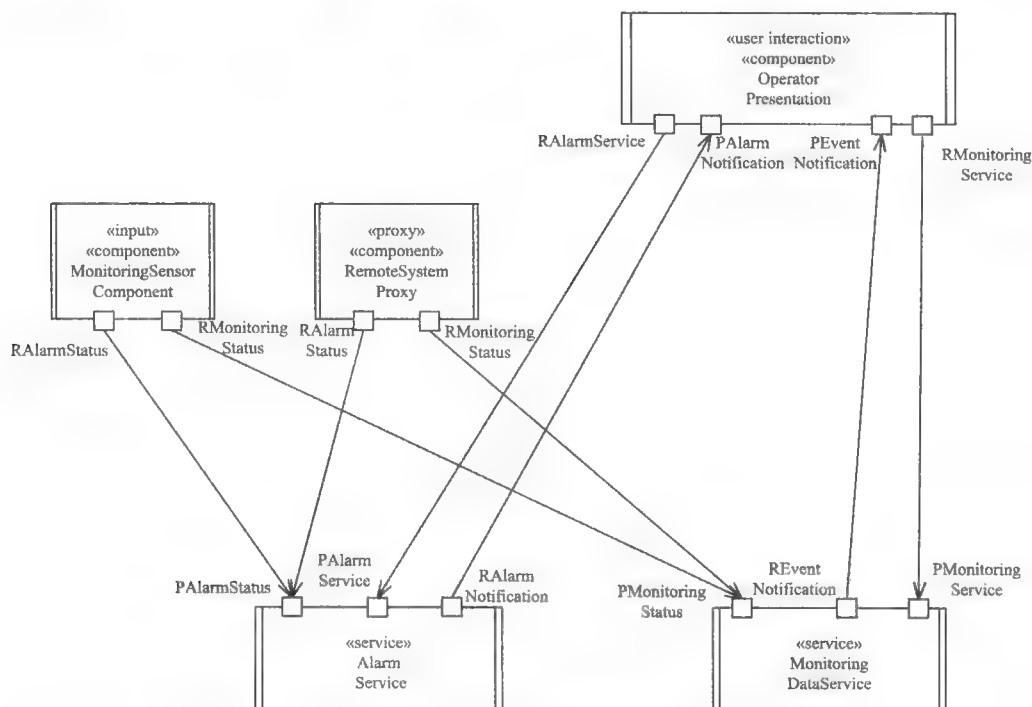 «user interaction»
«component»
Operator
Presentation
RAlarmService
PAlarm
Notification
PEvent
Notification
RMonitoring
Service
«input»
«component»
MonitoringSensor
Component
«proxy»
«component»
RemoteSystem
Proxy
RAlarmStatus
RMonitoring
Status
RAlarm
Status
RMonitoring
Status
PAlarmStatus
PAlarm
Service
RAlarm
Notification
PMonitoring
Status
REvent
Notification
PMonitoring
Service
«service»
Alarm
Service
«service»
Monitoring
DataService